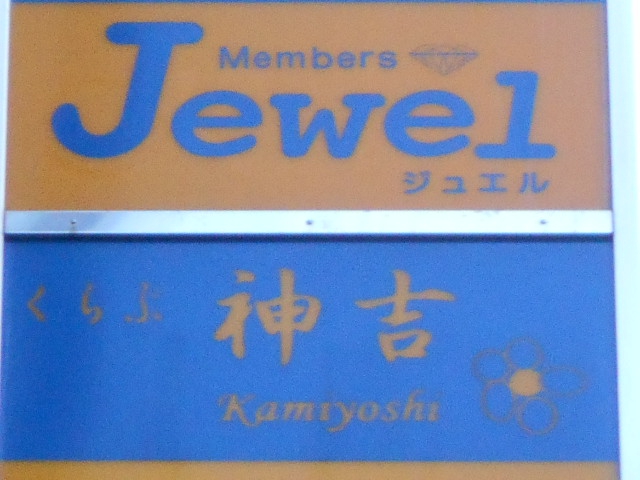 Members
Jewel
ジュエル
くらぶ 神吉
Kamiyoshi